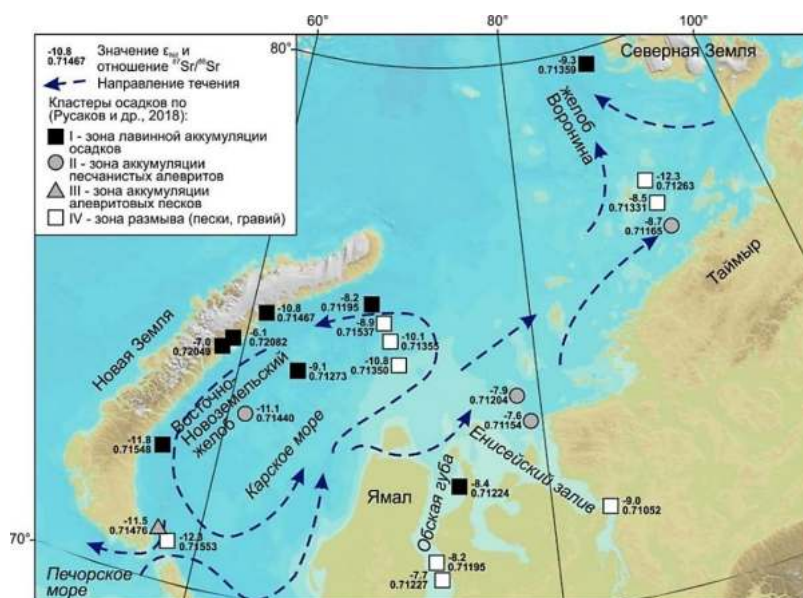 60°
80°
100°
-10.8
0.71467
Значение εNd и
отношение 87Sr/86Sr
Направление течения
Кластеры осадков по
(Русаков и др., 2018):
I - зона лавинной аккумуляции
осадков
II - зона аккумуляции
песчанистых алевритов
III - зона аккумуляции
алевритовых песков
IV - зона размыва (пески, гравий)
Северная Земля
-9.3
0.71359
желоб
Воронина
-12.3
0.71263
-8.5
0.71331
-8.7
0.71165
Таймыр
Новая Земля
-8.2
0.71195
-10.8
0.71467
-8.9
0.71537
-6.1
0.72082
-7.0
0.72049
-10.1
0.71355
-10.8
0.71350
-9.1
0.71273
Восточно-
Новоземельский
желоб
-11.1
0.71440
-7.9
0.71204
-7.6
0.71154
Карское море
-11.8
0.71548
Енисейский залив
Ямал
Обская губа
-8.4
0.71224
-9.0
0.71052
-11.5
0.71476
-12.3
0.71553
70°
-8.2
0.71195
-7.7
0.71227
Печорское
море